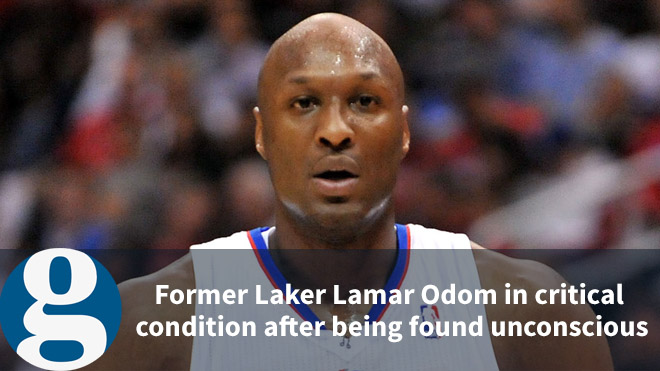 g
Former Laker Lamar Odom in critical
condition after being found unconscious